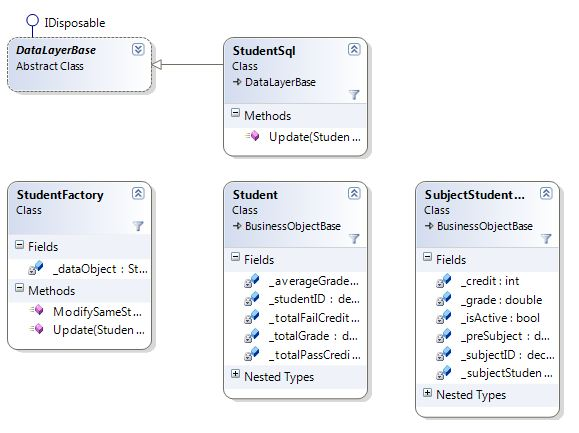 IDisposable
DataLayerBase
Abstract Class
StudentSql
Class
DataLayerBase
Methods
Update(Studen ...
StudentFactory
Class
Fields
_dataObject : St...
Methods
ModifySameSt...
Update(Studen...
Student
Class
BusinessObjectBase
Fields
_averageGrade...
_studentID : de...
_totalFailCredit...
_totalGrade : d...
_totalPassCredi...
Nested Types
SubjectStudent...
Class
BusinessObjectBase
Fields
_credit : int
_grade : double
_isActive : bool
_preSubject : d...
_subjectID : dec...
_subjectStuden...
Nested Types